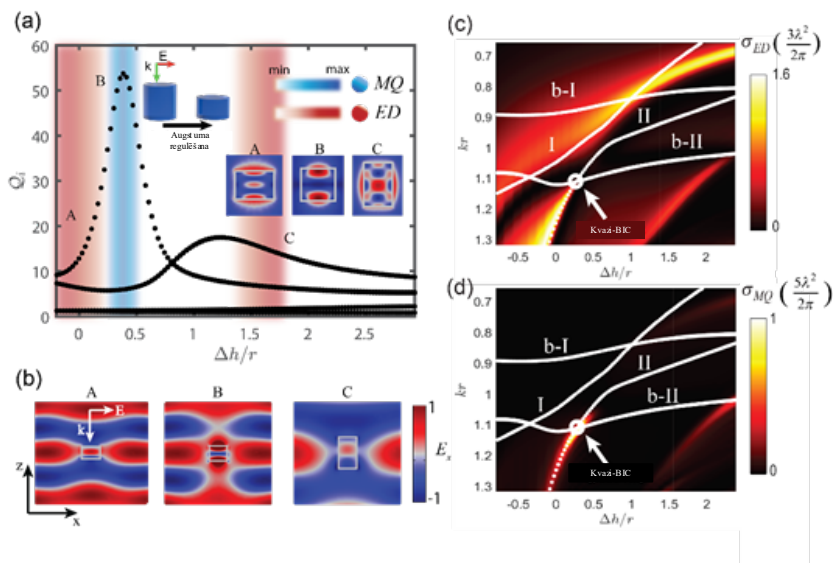 (a)
60
50
40
30
20
10
0
Qi
0
0.5
1
1.5
2
2.5
Δh/r
A
B
C
k
E
Augstuma
regulēšana
min
max
MQ
ED
A
B
C
(b)
A
B
C
E
k
z
x
1
Ex
-1
(c)
0.7
0.8
0.9
1
1.1
1.2
1.3
kr
b-I
I
II
b-II
Kvazi-BIC
-0.5
0
0.5
1
1.5
2
Δh/r
σED (3λ²/2π)
1.6
0
(d)
0.7
0.8
0.9
1
1.1
1.2
1.3
kr
b-I
I
II
b-II
Kvazi-BIC
-0.5
0
0.5
1
1.5
2
Δh/r
σMQ (5λ²/2π)
1
0